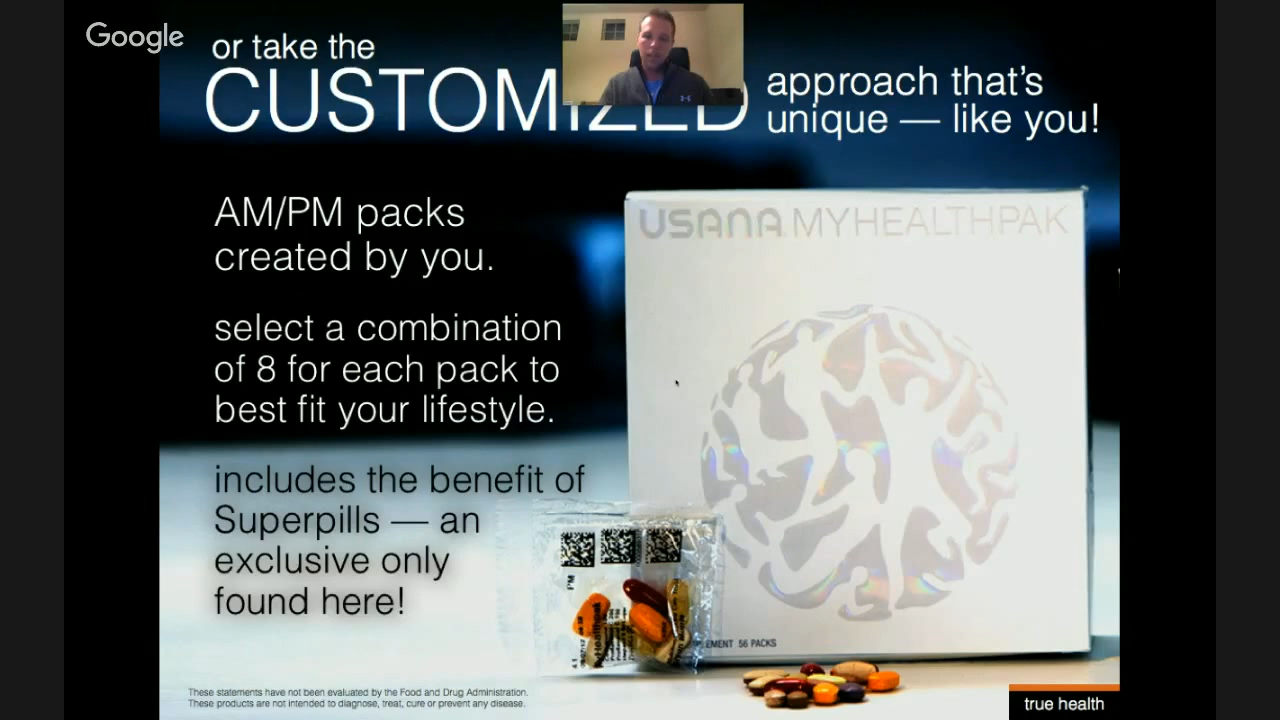 Google
or take the
CUSTOMIZED
approach that's
unique — like you!
AM/PM packs
created by you.
select a combination
of 8 for each pack to
best fit your lifestyle.
includes the benefit of
Superpills — an
exclusive only
found here!
USANA MYHEALTHPAK
PM
56 PACKS
These statements have not been evaluated by the Food and Drug Administration.
These products are not intended to diagnose, treat, cure or prevent any disease.
true health